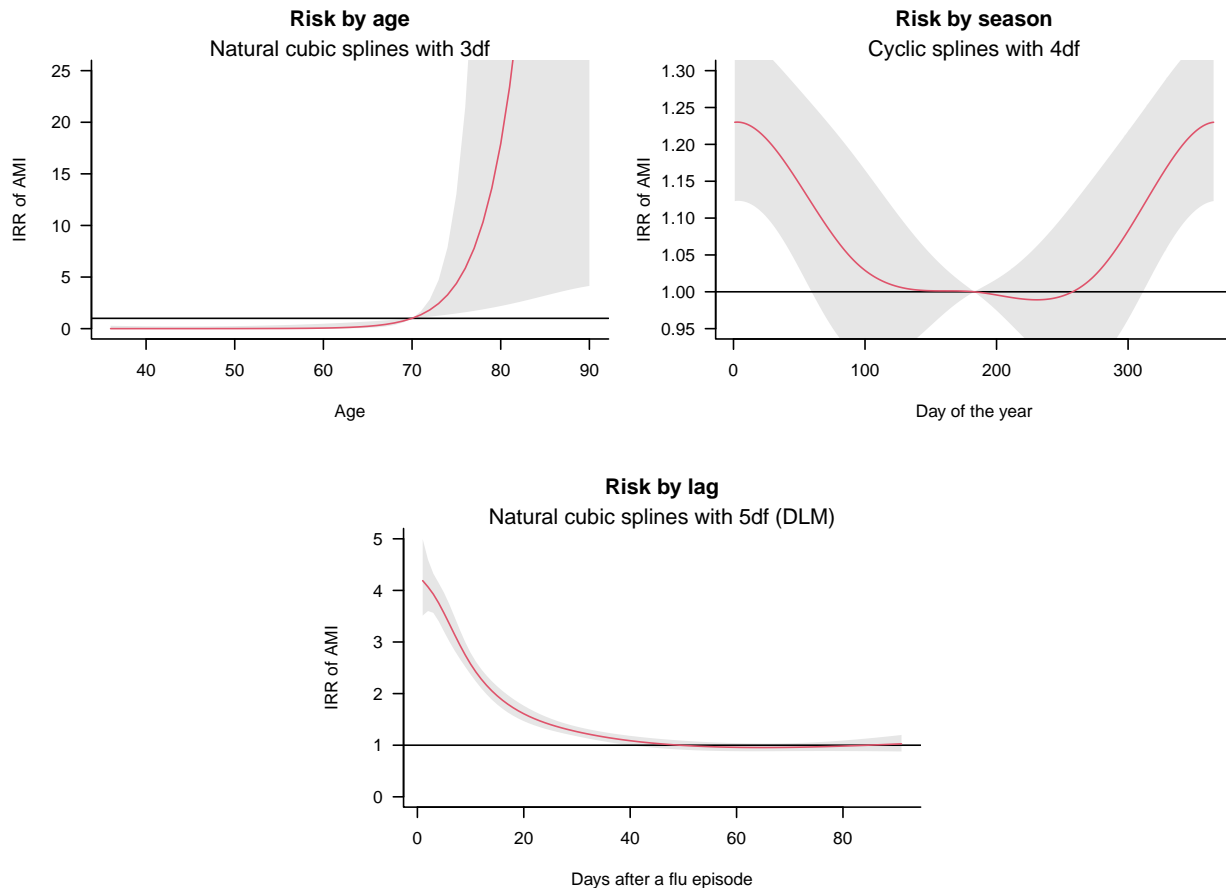 Risk by age
Natural cubic splines with 3df
25
20
15
10
5
0
IRR of AMI
40 50 60 70 80 90
Age
Risk by season
Cyclic splines with 4df
1.30
1.25
1.20
1.15
1.10
1.05
1.00
0.95
IRR of AMI
0 100 200 300
Day of the year
Risk by lag
Natural cubic splines with 5df (DLM)
5
4
3
2
1
0
IRR of AMI
0 20 40 60 80
Days after a flu episode